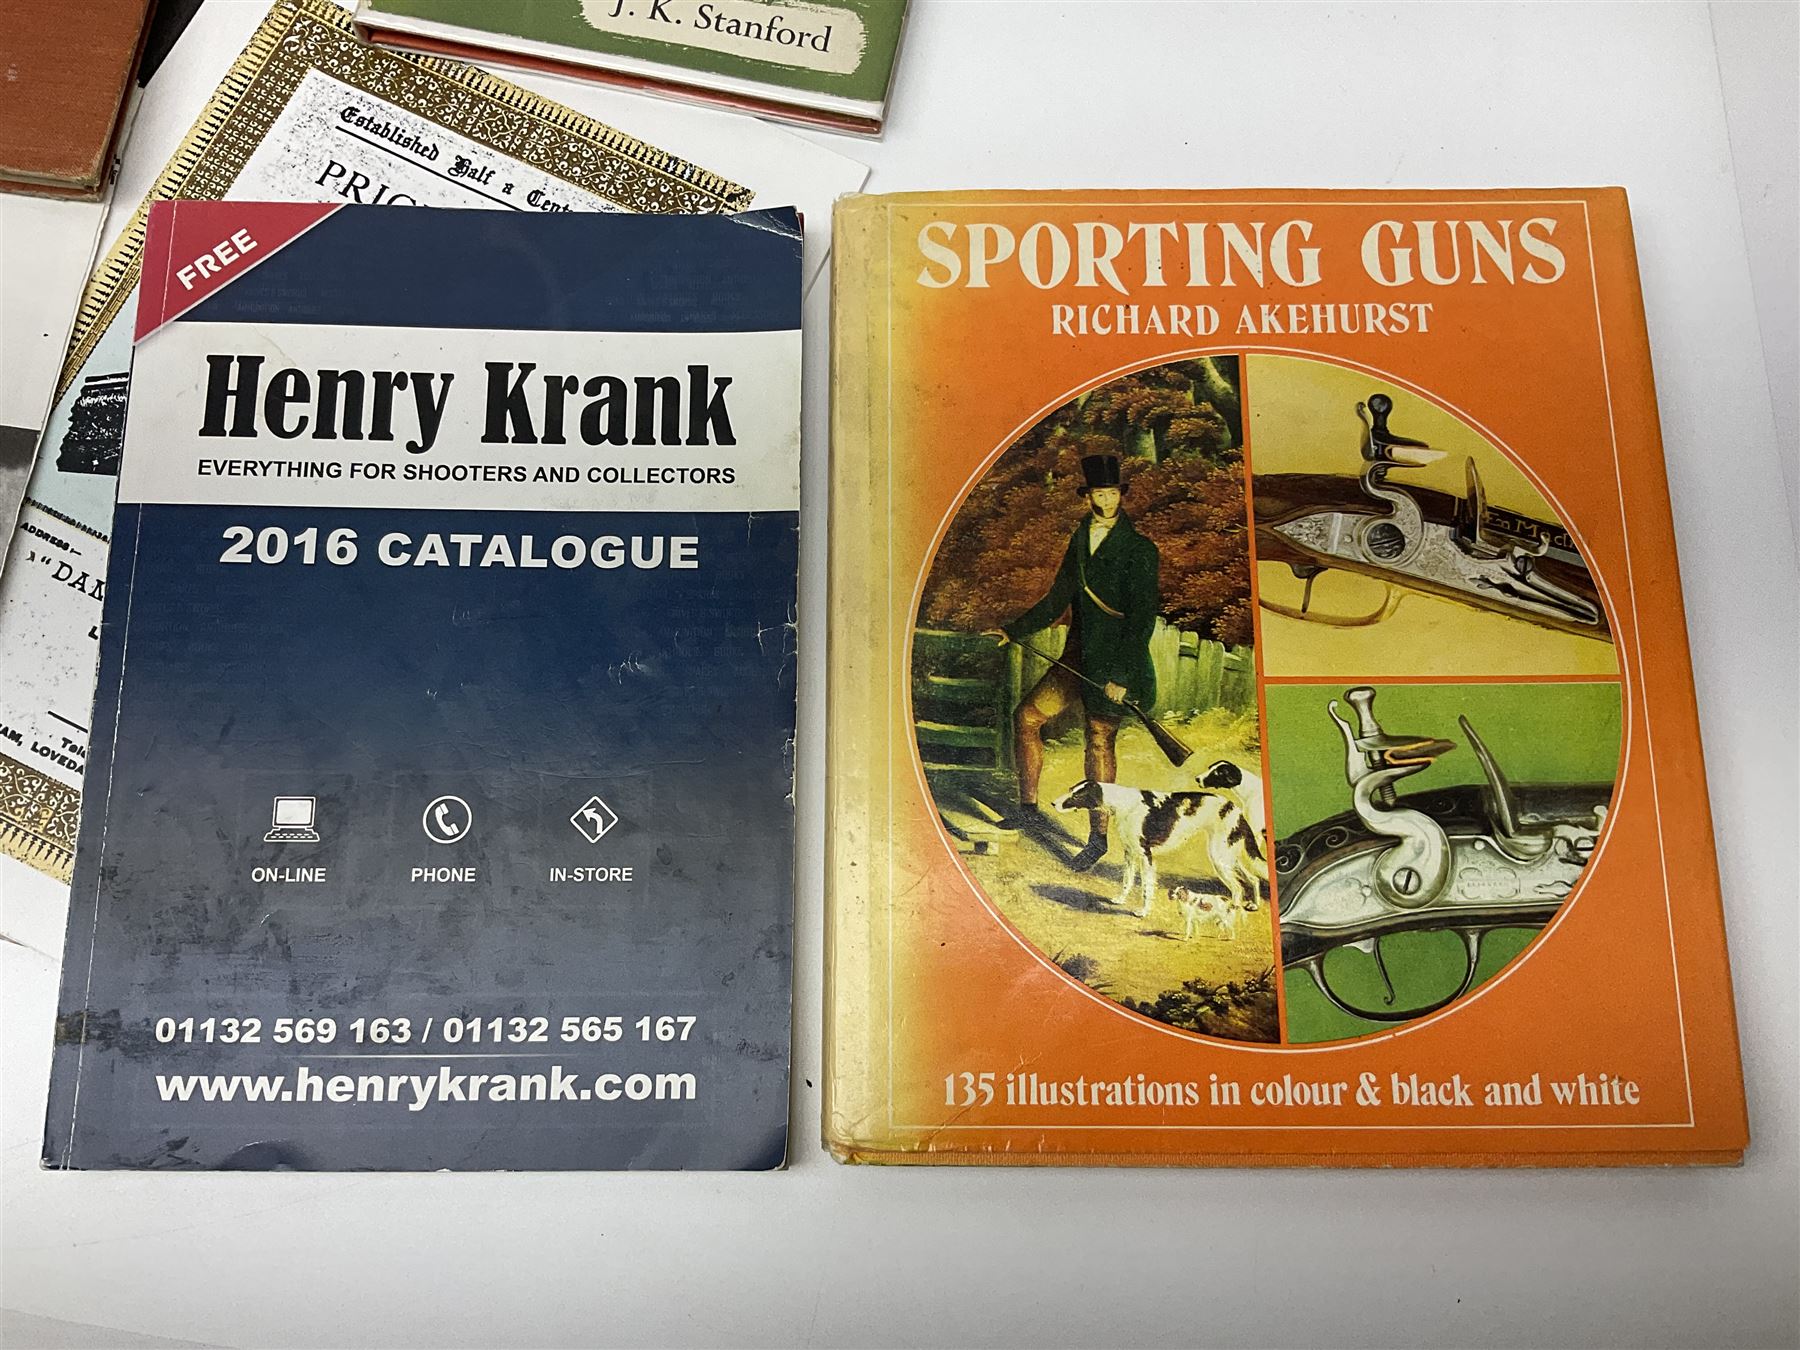 J. K. Stanford
Established Half a
ADDRESS:-
FREE
Henry Krank
EVERYTHING FOR SHOOTERS AND COLLECTORS
2016 CATALOGUE
ON-LINE PHONE IN-STORE
01132 569 163 / 01132 565 167
www.henrykrank.com
SPORTING GUNS
RICHARD AKEHURST
135 illustrations in colour & black and white